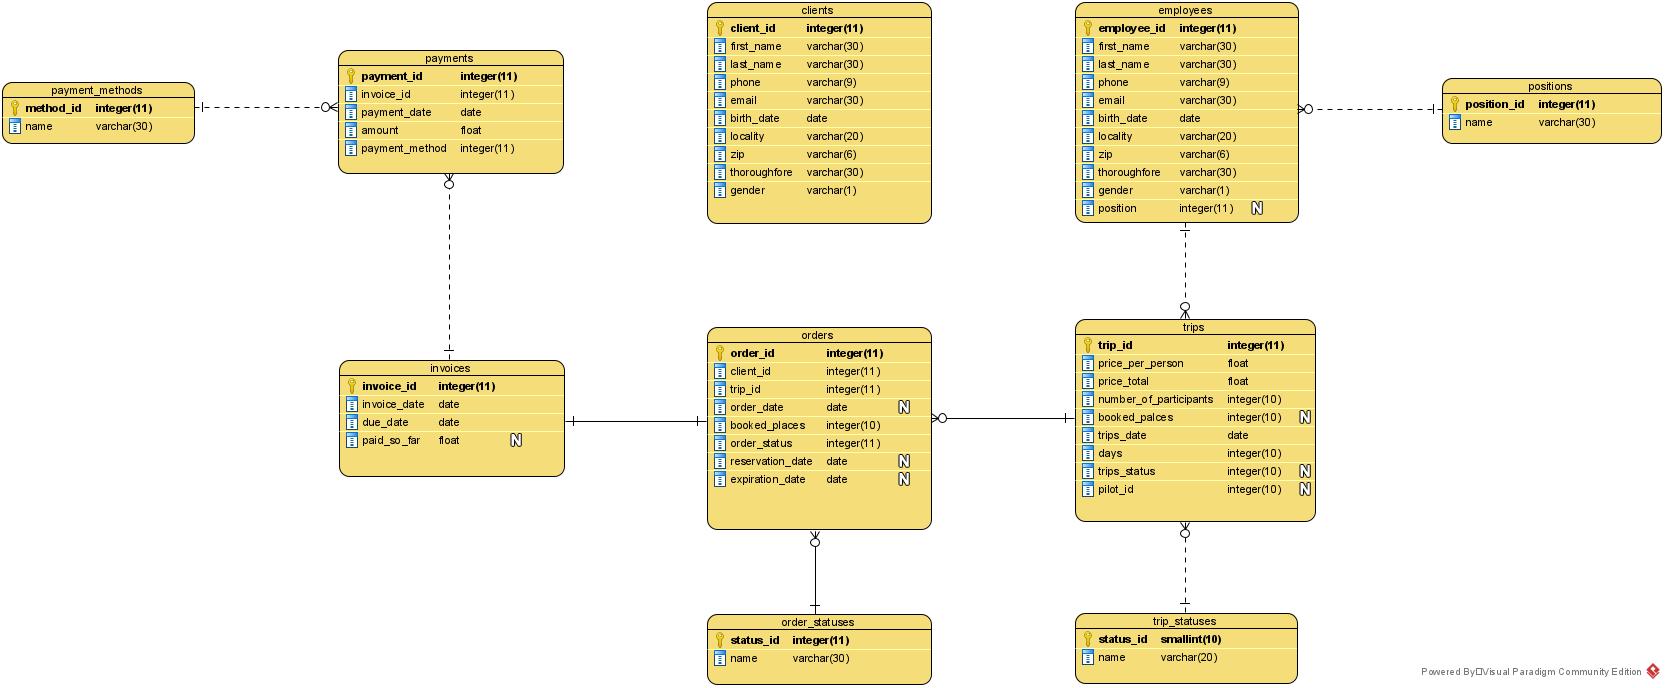 clients
client_id integer(11)
first_name varchar(30)
last_name varchar(30)
phone varchar(9)
email varchar(30)
birth_date date
locality varchar(20)
zip varchar(6)
thoroughfore varchar(30)
gender varchar(1)
employees
employee_id integer(11)
first_name varchar(30)
last_name varchar(30)
phone varchar(9)
email varchar(30)
birth_date date
locality varchar(20)
zip varchar(6)
thoroughfore varchar(30)
gender varchar(1)
position integer(11) N
payments
payment_id integer(11)
invoice_id integer(11)
payment_date date
amount float
payment_method integer(11)
payment_methods
method_id integer(11)
name varchar(30)
positions
position_id integer(11)
name varchar(30)
invoices
invoice_id integer(11)
invoice_date date
due_date date
paid_so_far float N
orders
order_id integer(11)
client_id integer(11)
trip_id integer(11)
order_date date N
booked_places integer(10)
order_status integer(11)
reservation_date date N
expiration_date date N
trips
trip_id integer(11)
price_per_person float
price_total float
number_of_participants integer(10)
booked_palces integer(10) N
trips_date date
days integer(10)
trips_status integer(10) N
pilot_id integer(10) N
order_statuses
status_id integer(11)
name varchar(30)
trip_statuses
status_id smallint(10)
name varchar(20)
Powered By Visual Paradigm Community Edition